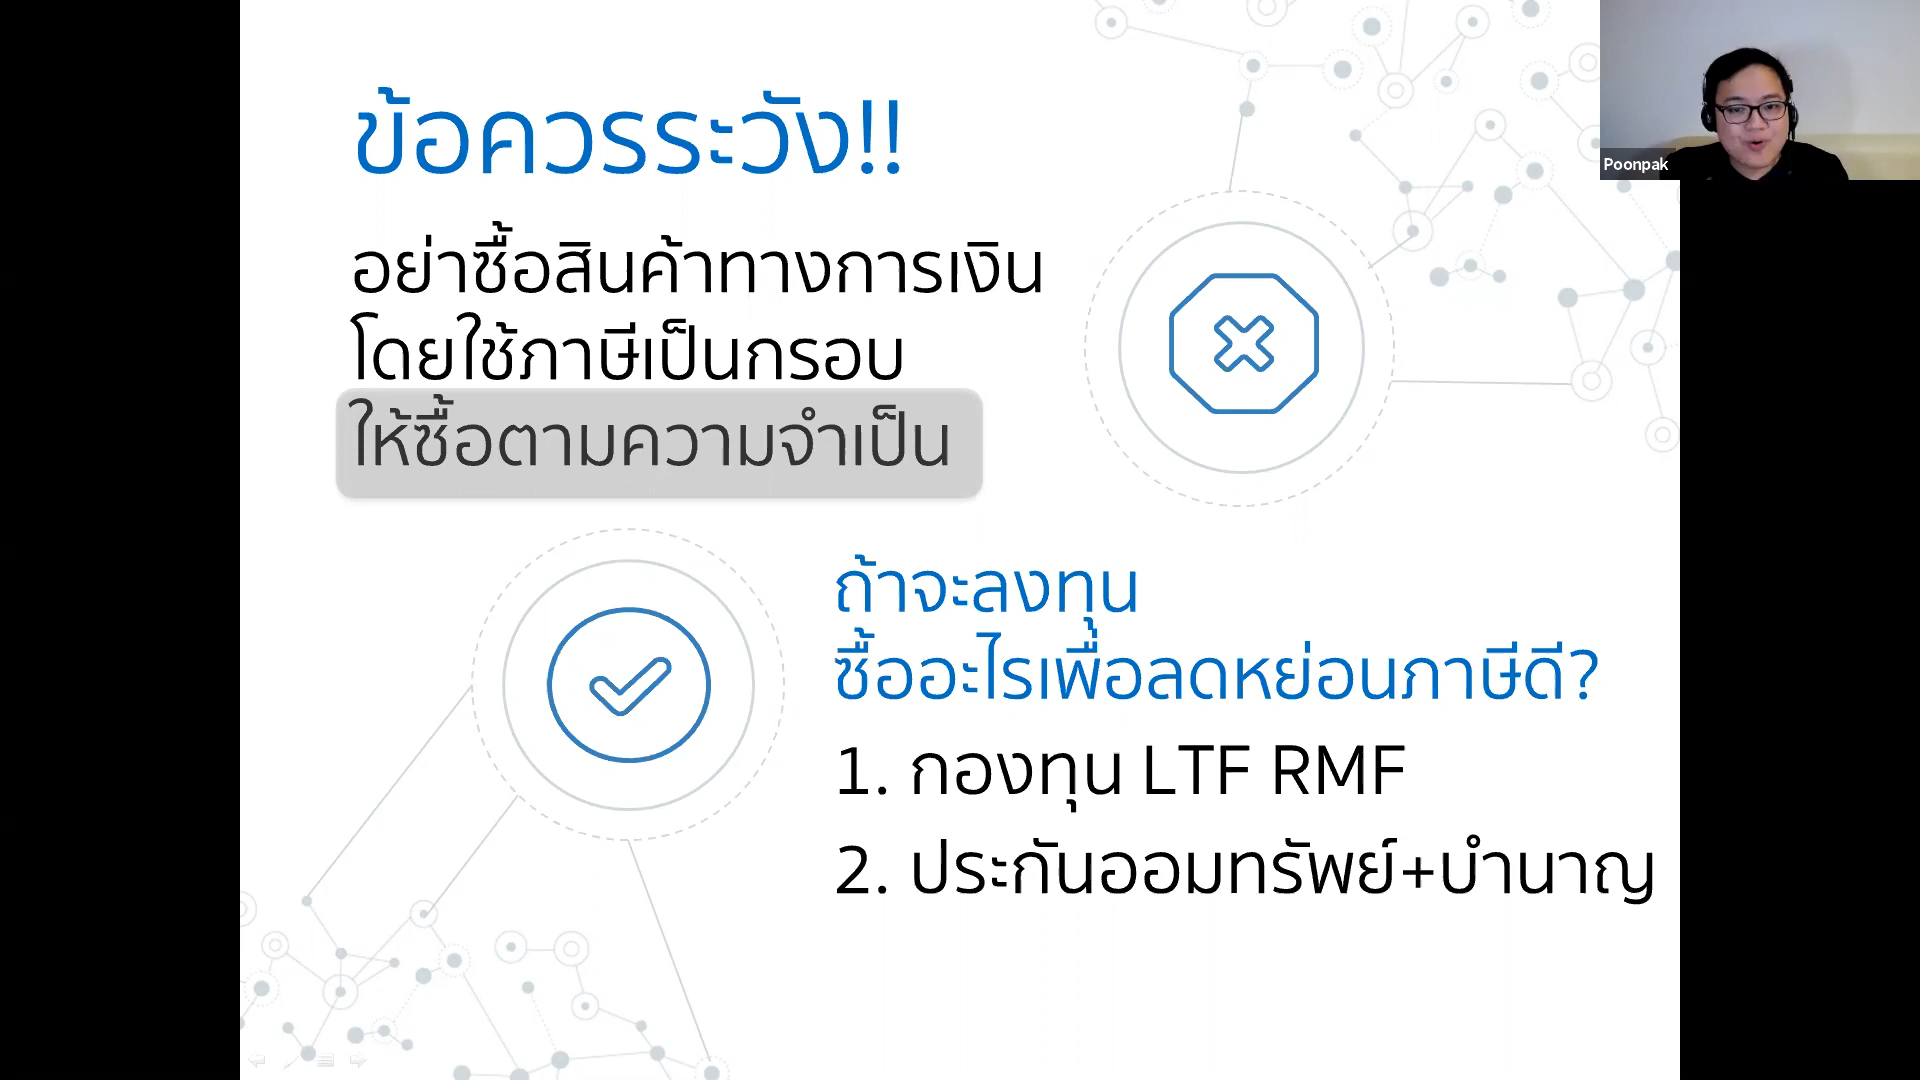 ข้อควรระวัง!!
อย่าซื้อสินค้าทางการเงิน
โดยใช้ภาษีเป็นกรอบ
ให้ซื้อตามความจำเป็น
ถ้าจะลงทุน
ซื้ออะไรเพื่อลดหย่อนภาษีดี?
1. กองทุน LTF RMF
2. ประกันออมทรัพย์+บำนาญ
Poonpak